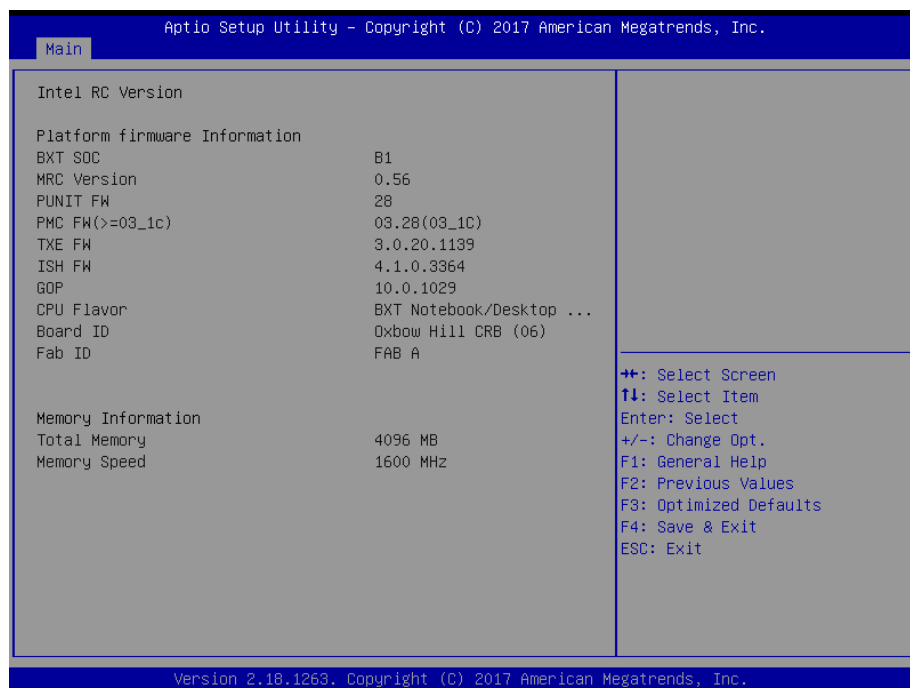 Aptio Setup Utility – Copyright (C) 2017 American Megatrends, Inc.
Main
Intel RC Version
Platform firmware Information
BXT SOC B1
MRC Version 0.56
PUNIT FW 28
PMC FW(>=03_1c) 03.28(03_1C)
TXE FW 3.0.20.1139
ISH FW 4.1.0.3364
GOP 10.0.1029
CPU Flavor BXT Notebook/Desktop ...
Board ID Oxbow Hill CRB (06)
Fab ID FAB A
Memory Information
Total Memory 4096 MB
Memory Speed 1600 MHz
→←: Select Screen
↑↓: Select Item
Enter: Select
+/-: Change Opt.
F1: General Help
F2: Previous Values
F3: Optimized Defaults
F4: Save & Exit
ESC: Exit
Version 2.18.1263. Copyright (C) 2017 American Megatrends, Inc.